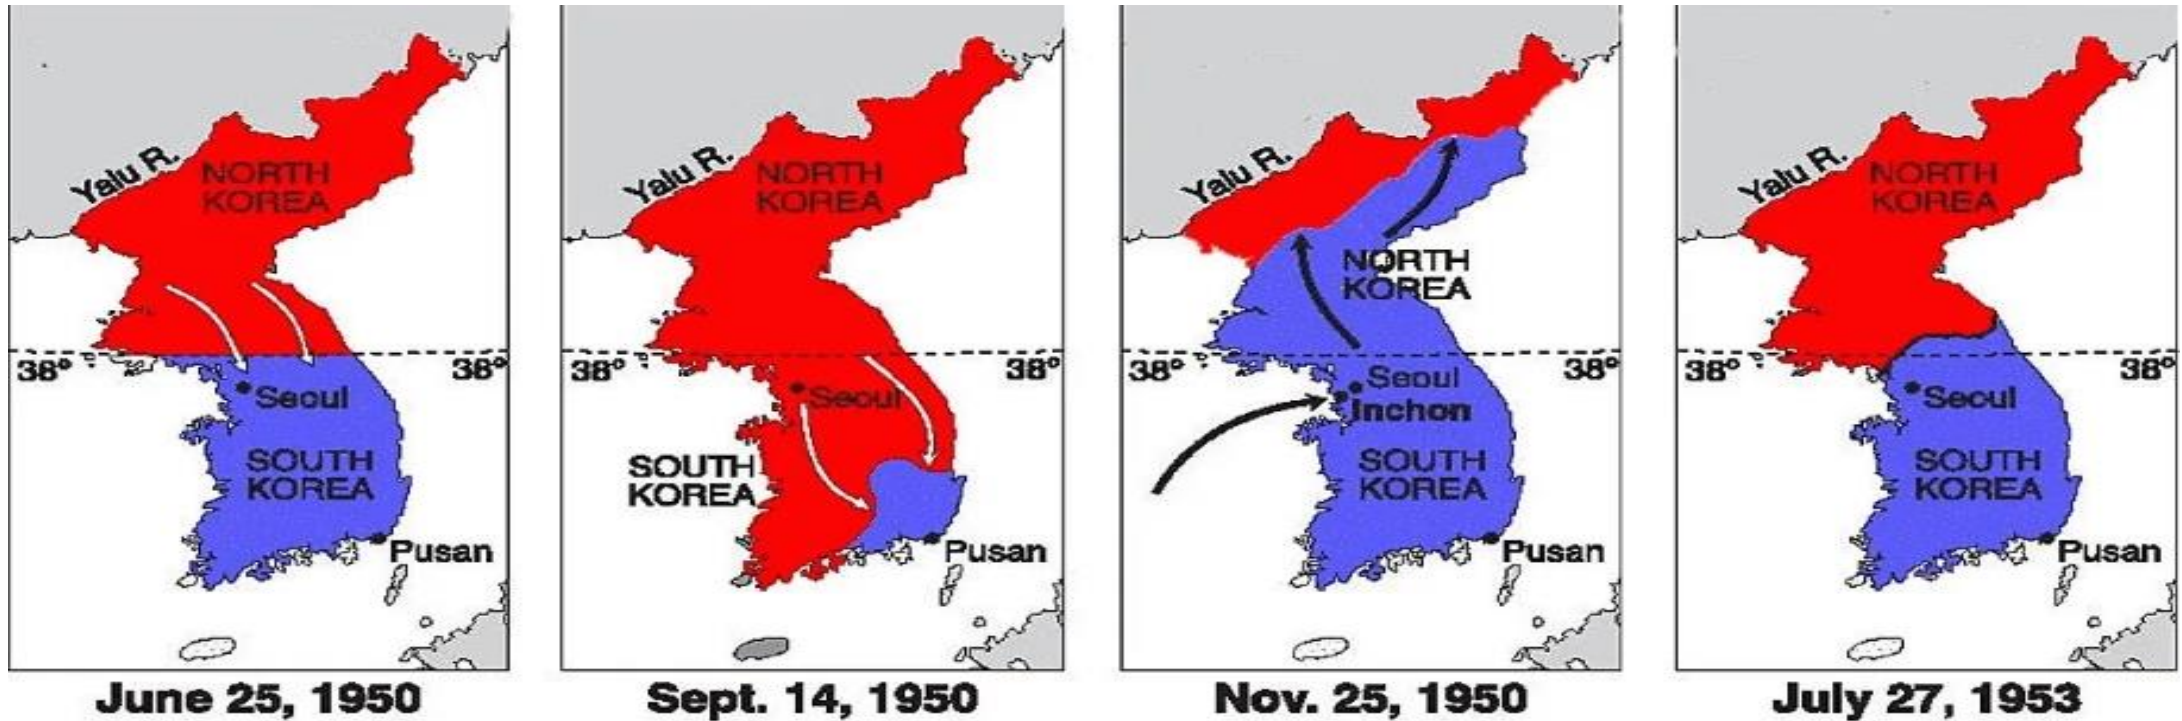 Yalu R.
NORTH
KOREA
38° 38°
Seoul
SOUTH
KOREA
Pusan
June 25, 1950
Yalu R.
NORTH
KOREA
38° 38°
Seoul
SOUTH
KOREA
Pusan
Sept. 14, 1950
Yalu R.
NORTH
KOREA
38° 38°
Seoul
Inchon
SOUTH
KOREA
Pusan
Nov. 25, 1950
Yalu R.
NORTH
KOREA
38° 38°
Seoul
SOUTH
KOREA
Pusan
July 27, 1953